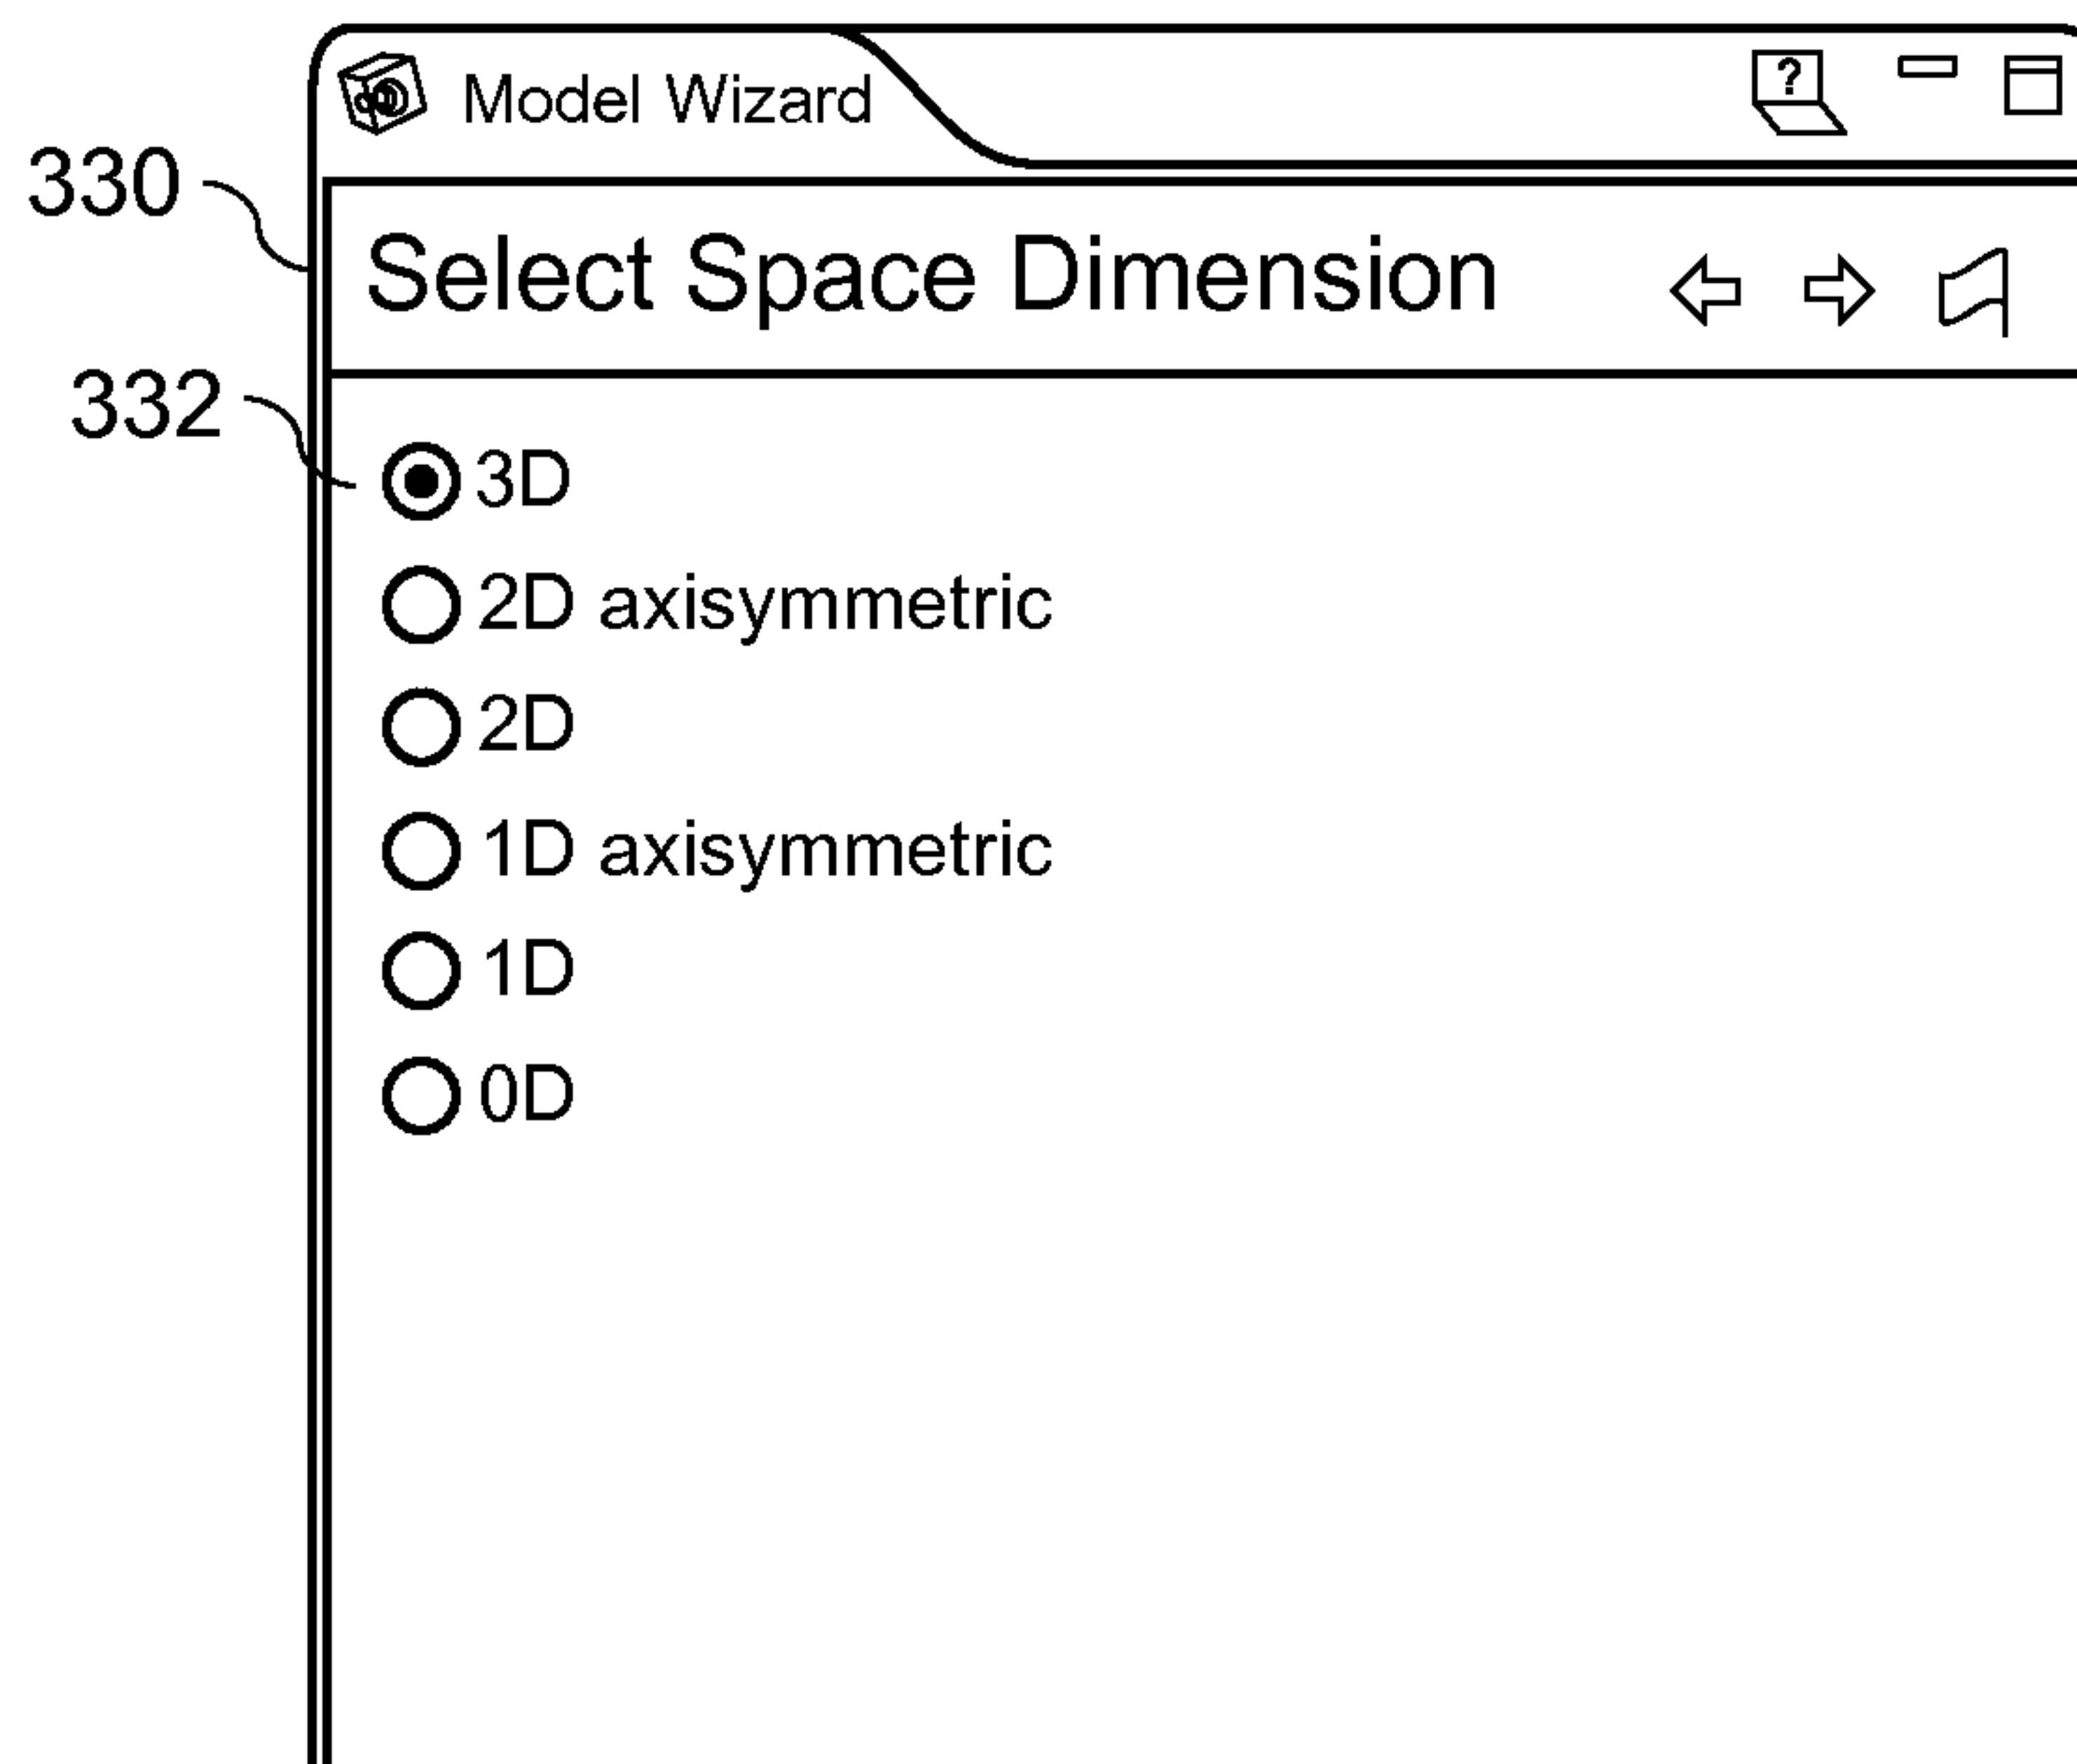 Model Wizard ?
330
Select Space Dimension
332
3D
2D axisymmetric
2D
1D axisymmetric
1D
0D